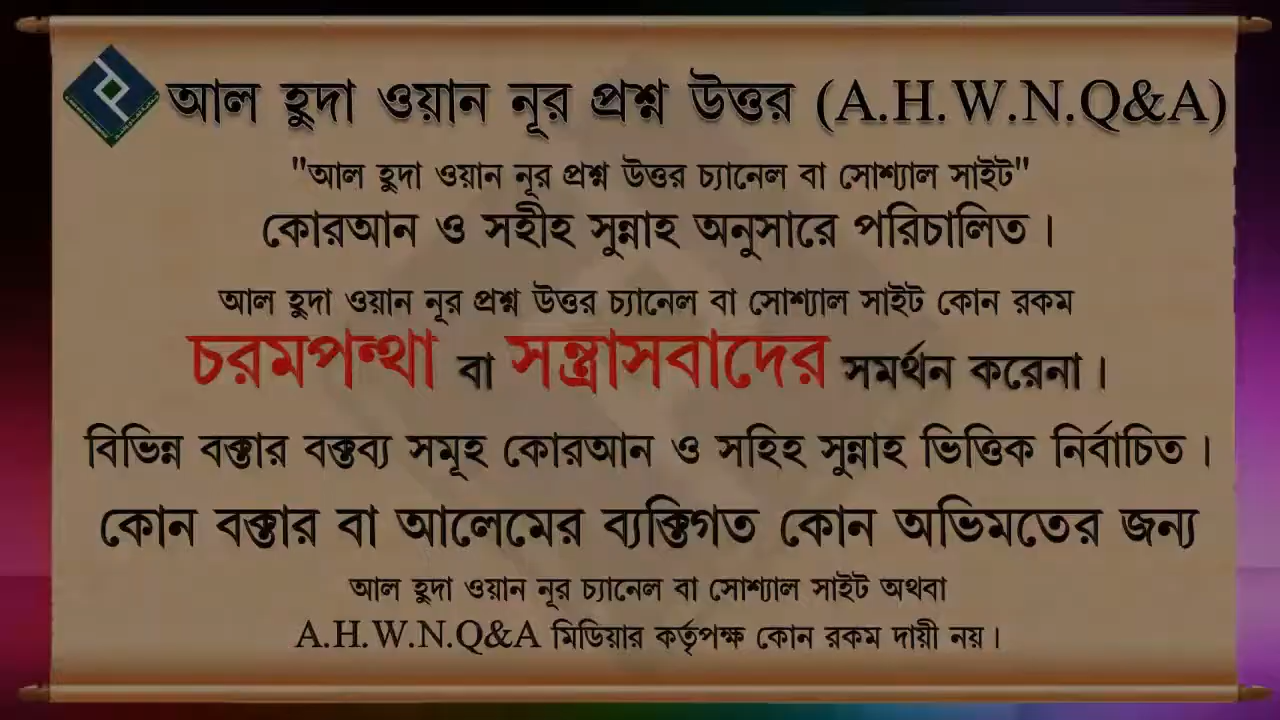 আল হুদা ওয়ান নূর প্রশ্ন উত্তর (A.H.W.N.Q&A)
"আল হুদা ওয়ান নূর প্রশ্ন উত্তর চ্যানেল বা সোশ্যাল সাইট"
কোরআন ও সহীহ সুন্নাহ অনুসারে পরিচালিত।
আল হুদা ওয়ান নূর প্রশ্ন উত্তর চ্যানেল বা সোশ্যাল সাইট কোন রকম
চরমপন্থা বা সন্ত্রাসবাদের সমর্থন করেনা।
বিভিন্ন বক্তার বক্তব্য সমূহ কোরআন ও সহিহ সুন্নাহ ভিত্তিক নির্বাচিত।
কোন বক্তার বা আলেমের ব্যক্তিগত কোন অভিমতের জন্য
আল হুদা ওয়ান নূর চ্যানেল বা সোশ্যাল সাইট অথবা
A.H.W.N.Q&A মিডিয়ার কর্তৃপক্ষ কোন রকম দায়ী নয়।